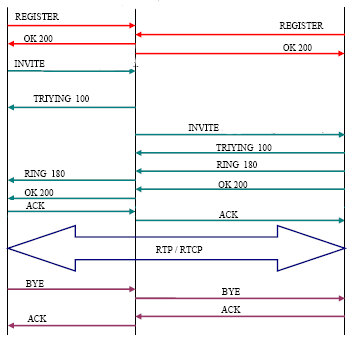 REGISTER
REGISTER
OK 200
OK 200
INVITE
TRIYING 100
INVITE
TRIYING 100
RING 180
RING 180
OK 200
OK 200
ACK
ACK
RTP / RTCP
BYE
BYE
ACK
ACK